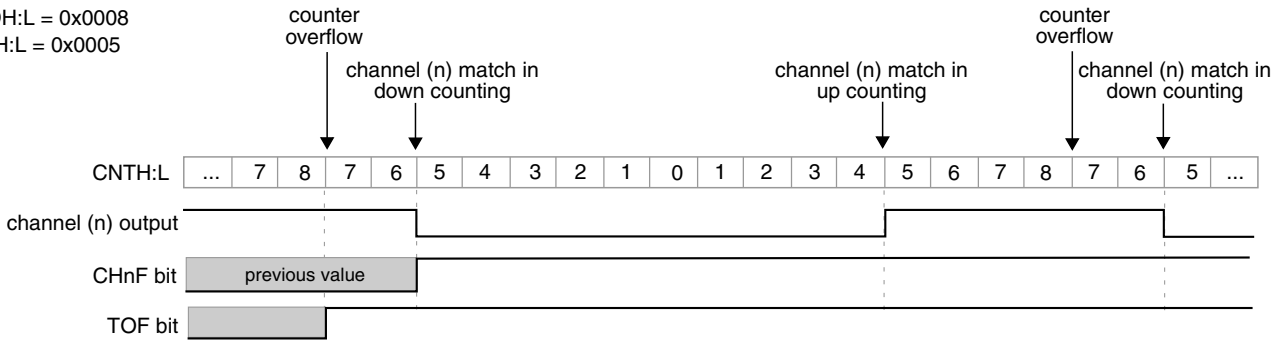 H:L = 0x0008
H:L = 0x0005
counter
overflow
channel (n) match in
down counting
channel (n) match in
up counting
counter
overflow
channel (n) match in
down counting
CNTH:L ... 7 8 7 6 5 4 3 2 1 0 1 2 3 4 5 6 7 8 7 6 5 ...
channel (n) output
CHnF bit previous value
TOF bit